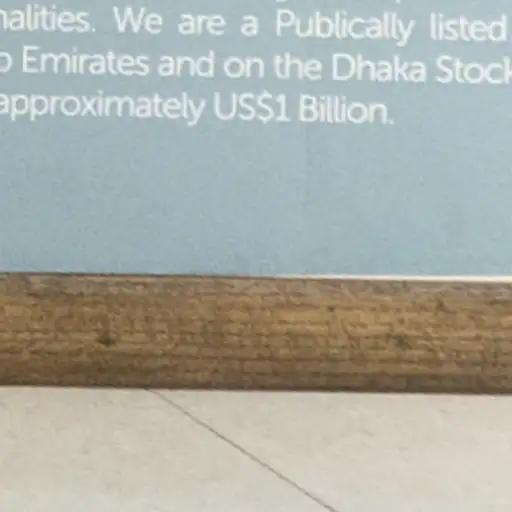 nalities. We are a Publically listed
o Emirates and on the Dhaka Stock
approximately US$1 Billion.